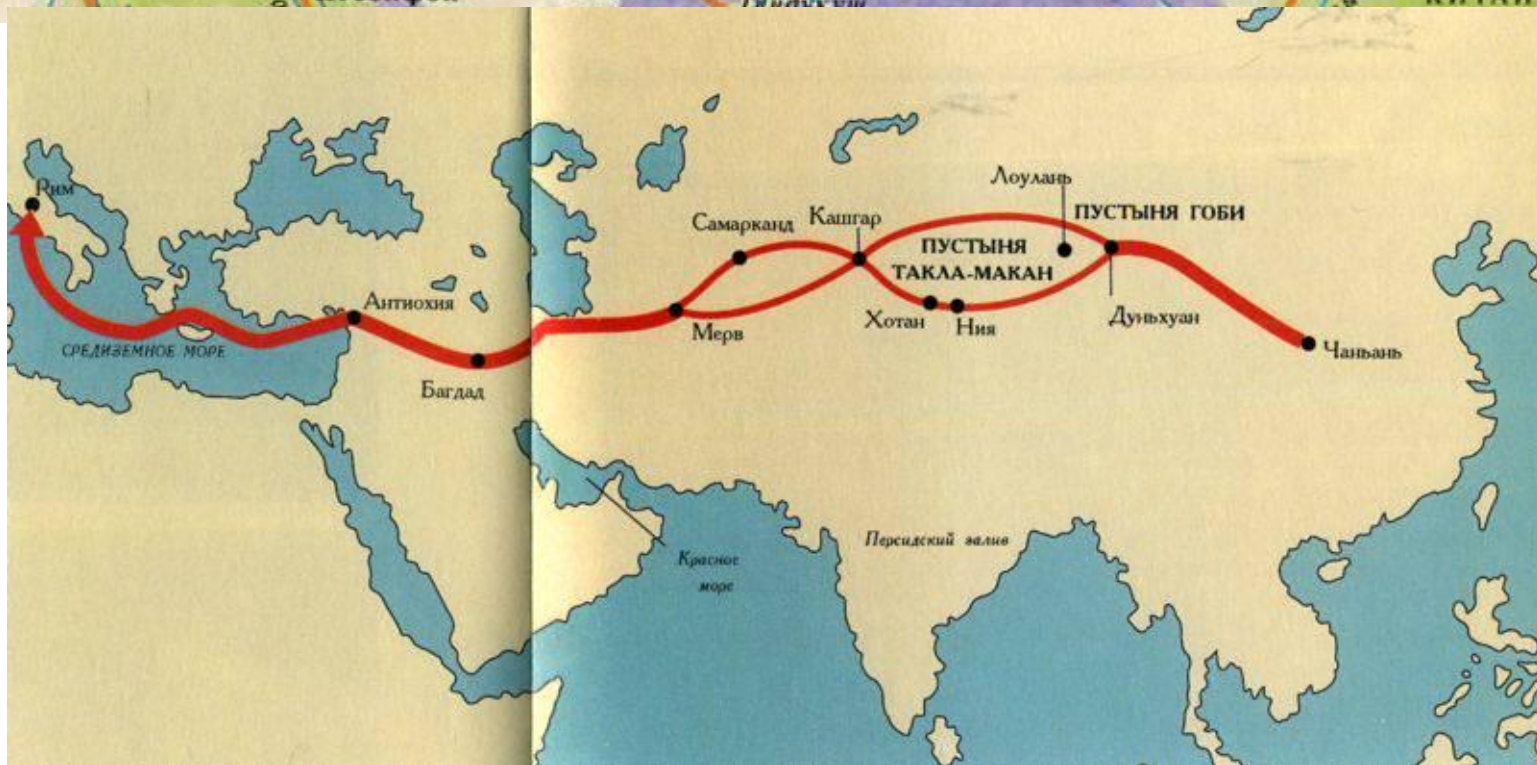 КИТАЙ
Лоулань
Рим
ПУСТЫНЯ ГОБИ
Самарканд
Кашгар
ПУСТЫНЯ
ТАКЛА-МАКАН
Антиохия
Мерв
Хотан
Ния
Дуньхуан
СРЕДИЗЕМНОЕ МОРЕ
Чаньань
Багдад
Персидский залив
Красное
море